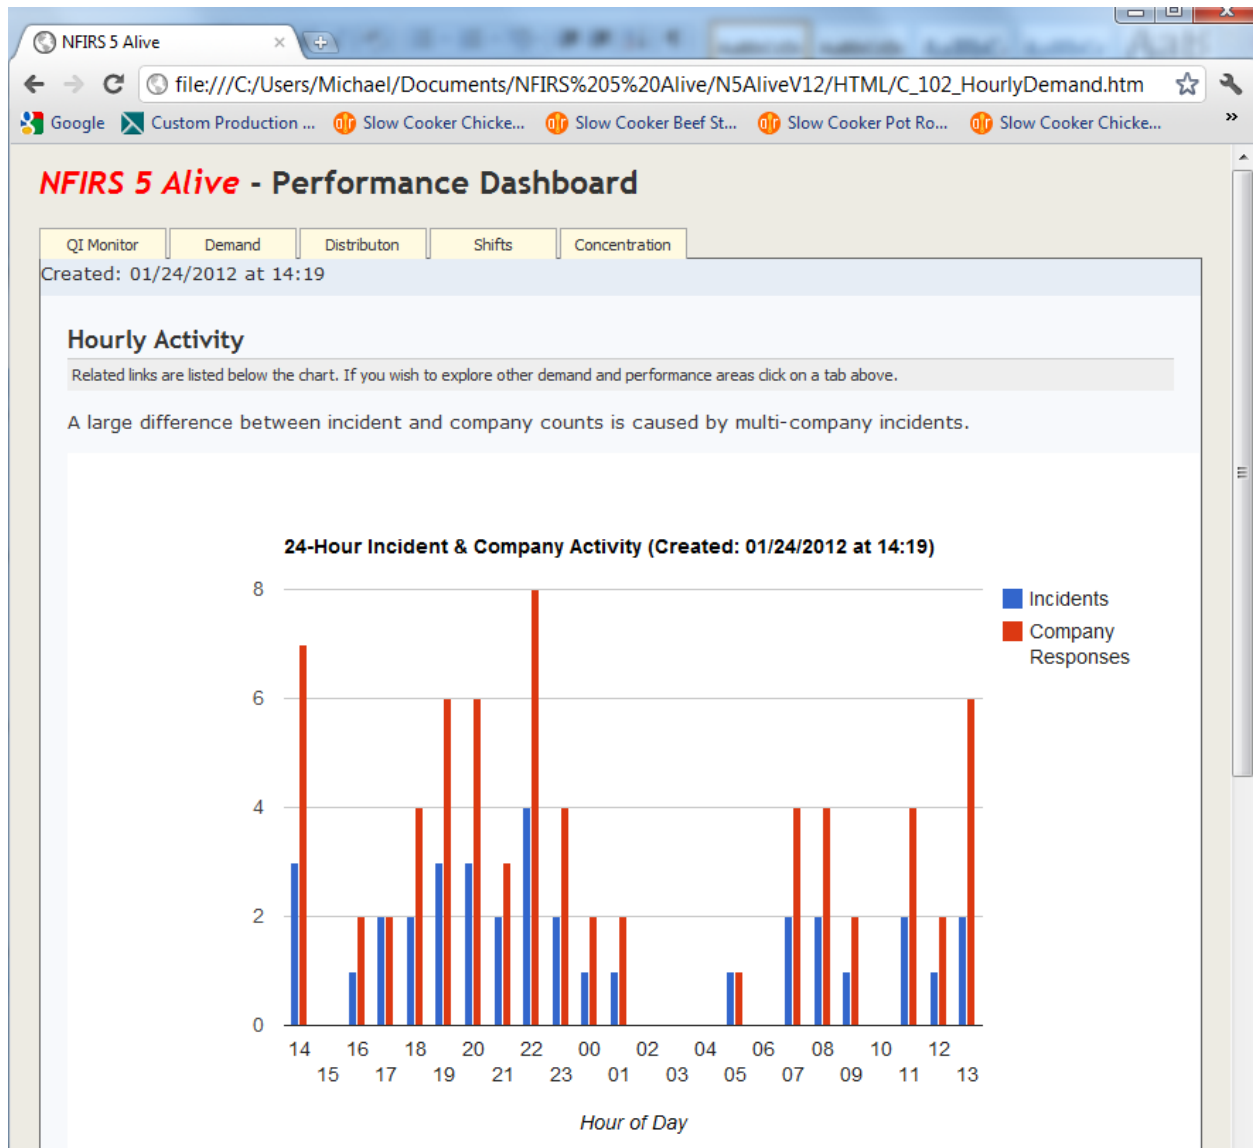 NFIRS 5 Alive
file:///C:/Users/Michael/Documents/NFIRS%205%20Alive/N5AliveV12/HTML/C_102_HourlyDemand.htm
Google Custom Production ... Slow Cooker Chicke... Slow Cooker Beef St... Slow Cooker Pot Ro... Slow Cooker Chicke... »
NFIRS 5 Alive - Performance Dashboard
QI Monitor Demand Distributon Shifts Concentration
Created: 01/24/2012 at 14:19
Hourly Activity
Related links are listed below the chart. If you wish to explore other demand and performance areas click on a tab above.
A large difference between incident and company counts is caused by multi-company incidents.
24-Hour Incident & Company Activity (Created: 01/24/2012 at 14:19)
8
6
4
2
0
Incidents
Company
Responses
14 16 18 20 22 00 02 04 06 08 10 12
15 17 19 21 23 01 03 05 07 09 11 13
Hour of Day